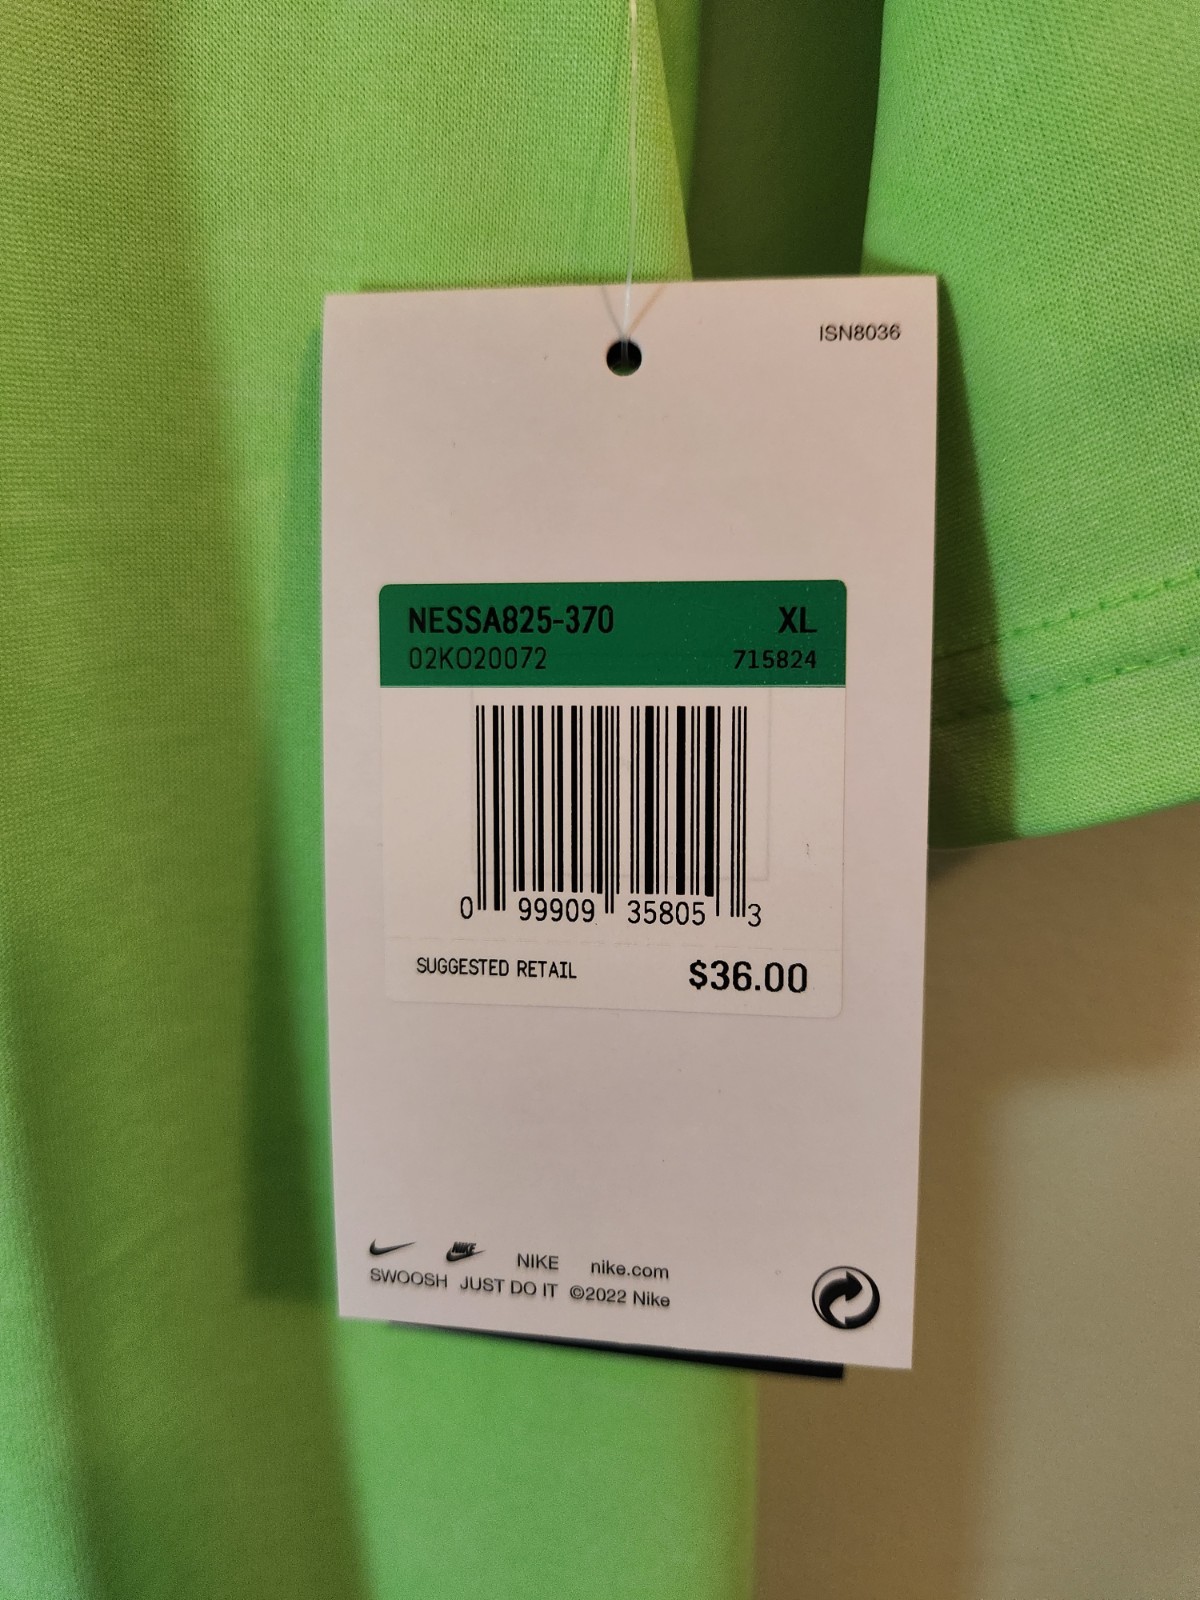 ISN8036
NESSA825-370 XL
02KO20072 715824
0 99909 35805 3
SUGGESTED RETAIL $36.00
NIKE NIKE nike.com
SWOOSH JUST DO IT ©2022 Nike